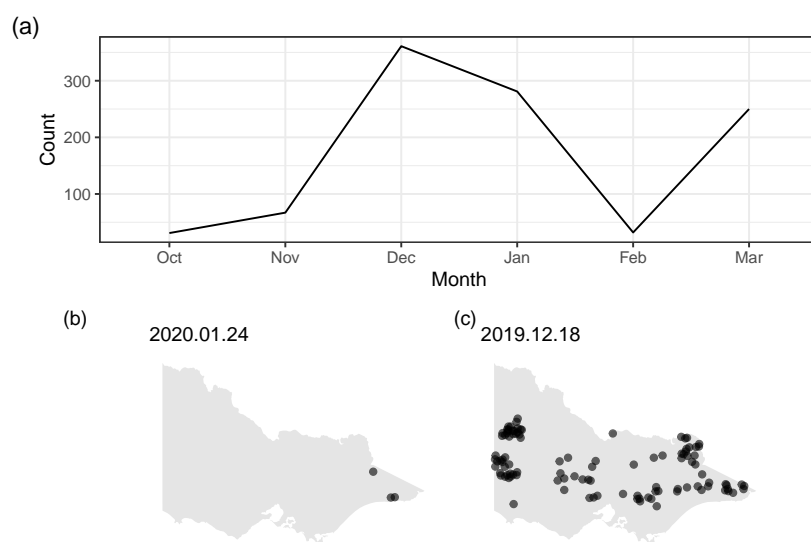 (a)
300
200
100
Count
Oct Nov Dec Jan Feb Mar
Month
(b) (c)
2020.01.24 2019.12.18